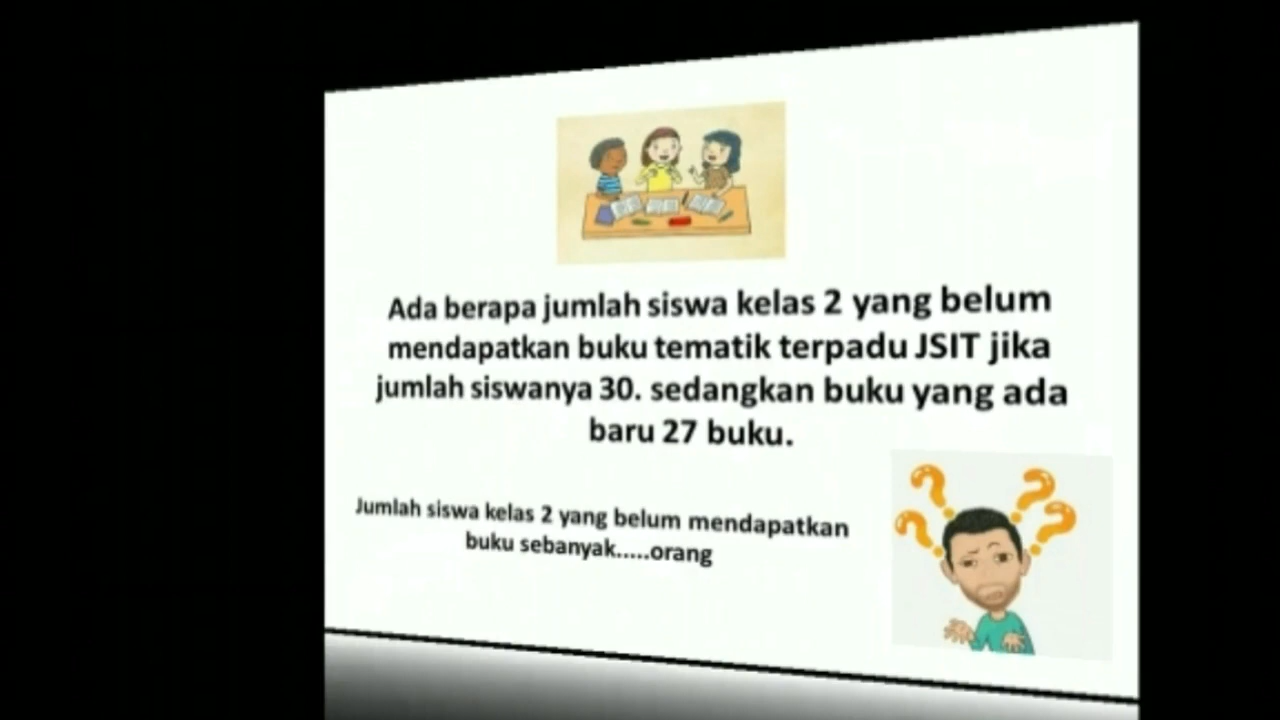 Ada berapa jumlah siswa kelas 2 yang belum
mendapatkan buku tematik terpadu JSIT jika
jumlah siswanya 30. sedangkan buku yang ada
baru 27 buku.
Jumlah siswa kelas 2 yang belum mendapatkan
buku sebanyak.....orang